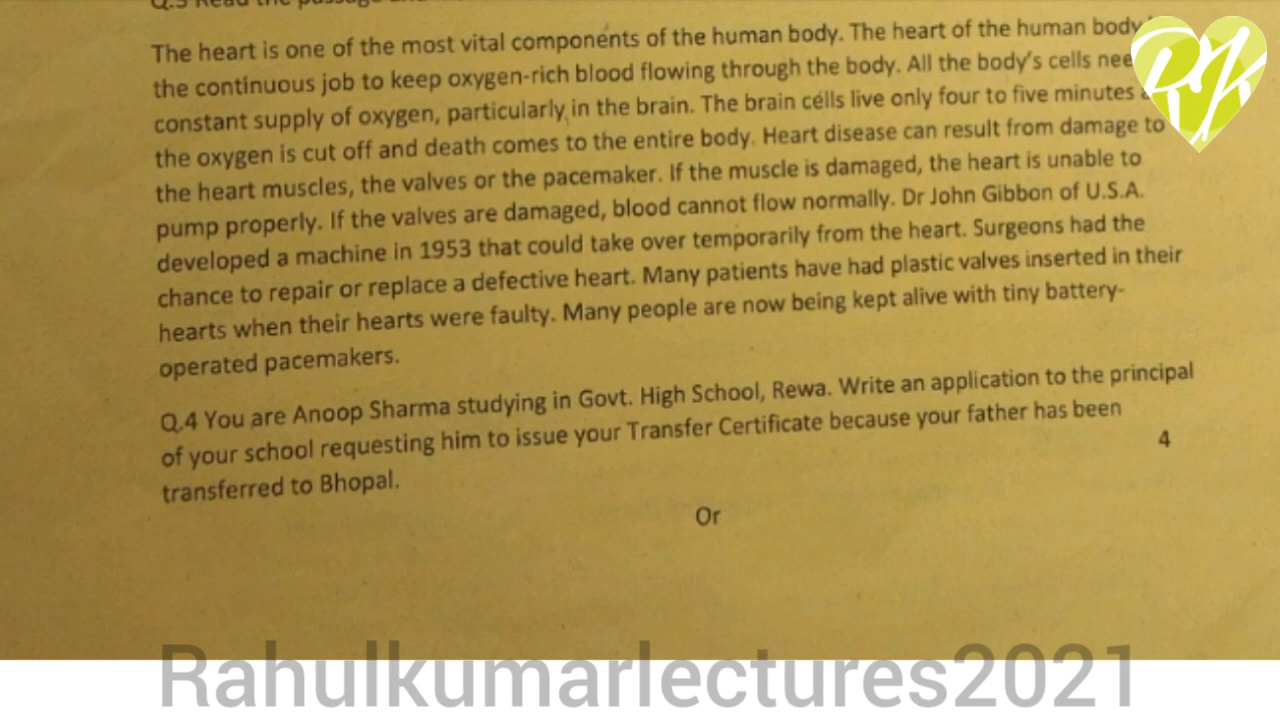 Q.3 Read the passage and
The heart is one of the most vital components of the human body. The heart of the human body
the continuous job to keep oxygen-rich blood flowing through the body. All the body's cells nee
constant supply of oxygen, particularly in the brain. The brain cells live only four to five minutes
the oxygen is cut off and death comes to the entire body. Heart disease can result from damage to
the heart muscles, the valves or the pacemaker. If the muscle is damaged, the heart is unable to
pump properly. If the valves are damaged, blood cannot flow normally. Dr John Gibbon of U.S.A.
developed a machine in 1953 that could take over temporarily from the heart. Surgeons had the
chance to repair or replace a defective heart. Many patients have had plastic valves inserted in their
hearts when their hearts were faulty. Many people are now being kept alive with tiny battery-
operated pacemakers.
Q.4 You are Anoop Sharma studying in Govt. High School, Rewa. Write an application to the principal
of your school requesting him to issue your Transfer Certificate because your father has been
transferred to Bhopal.
4
Or
RK
Rahulkumarlectures2021